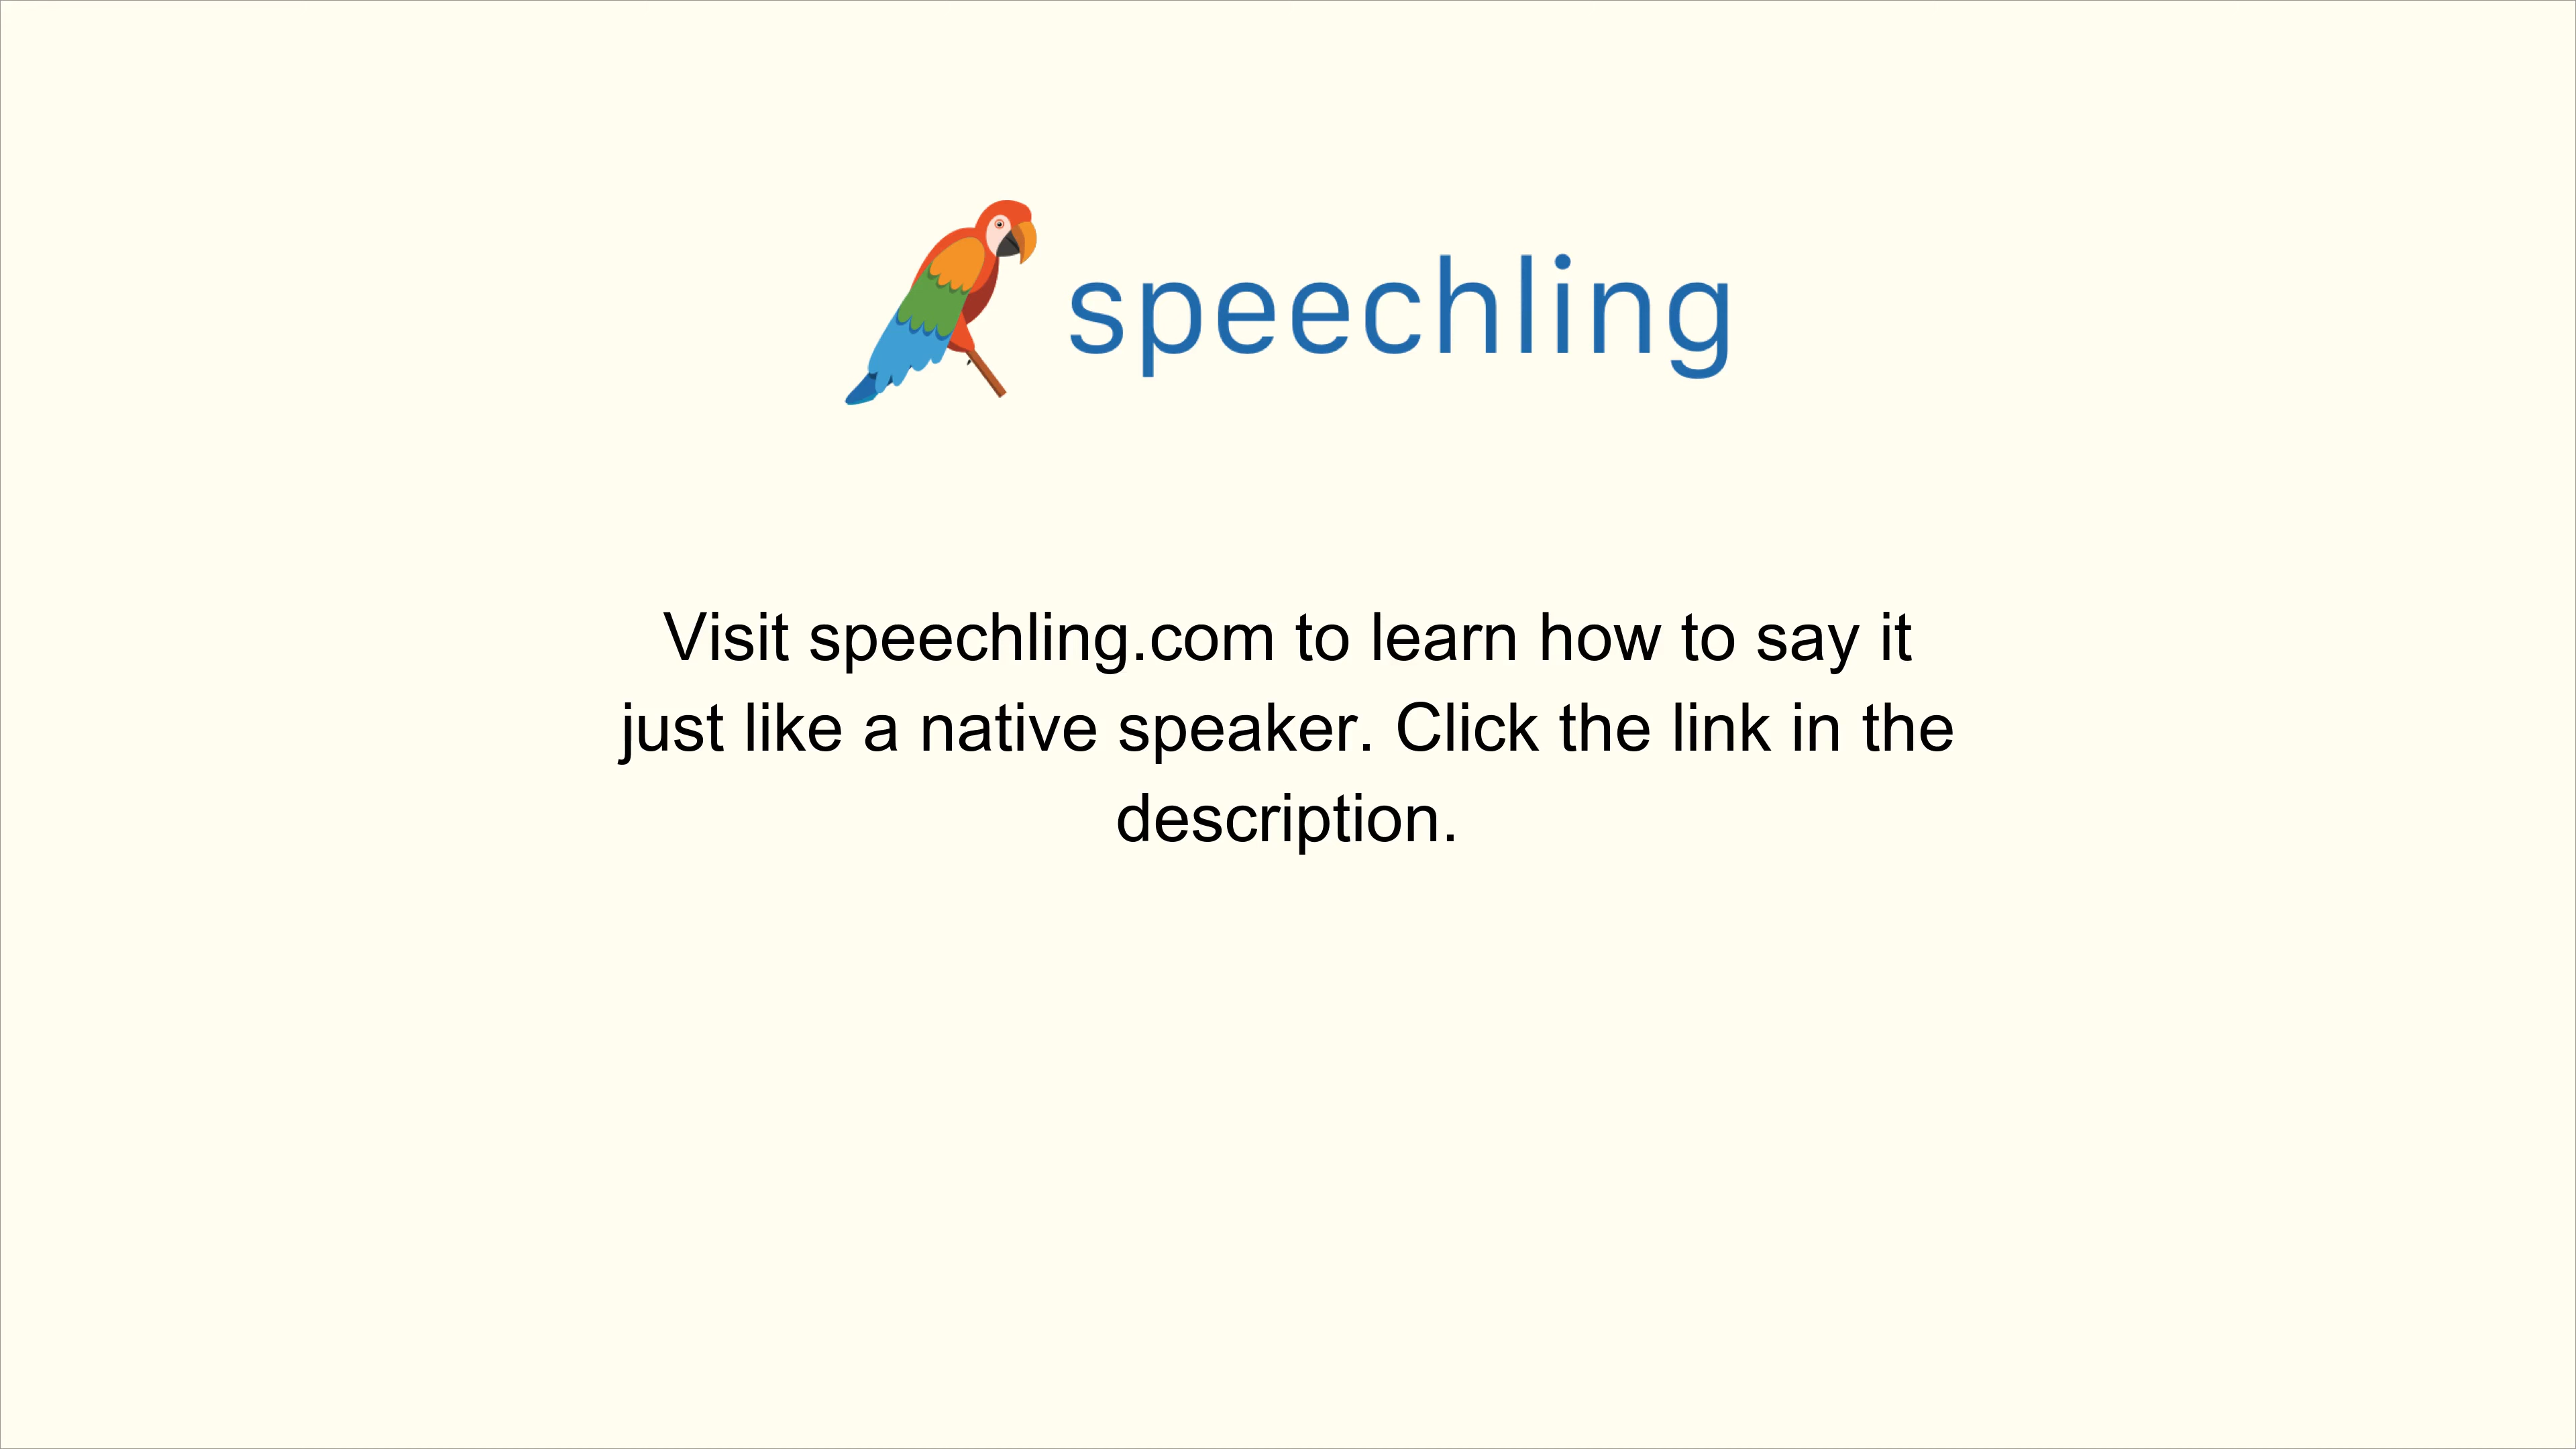 speechling
Visit speechling.com to learn how to say it
just like a native speaker. Click the link in the
description.